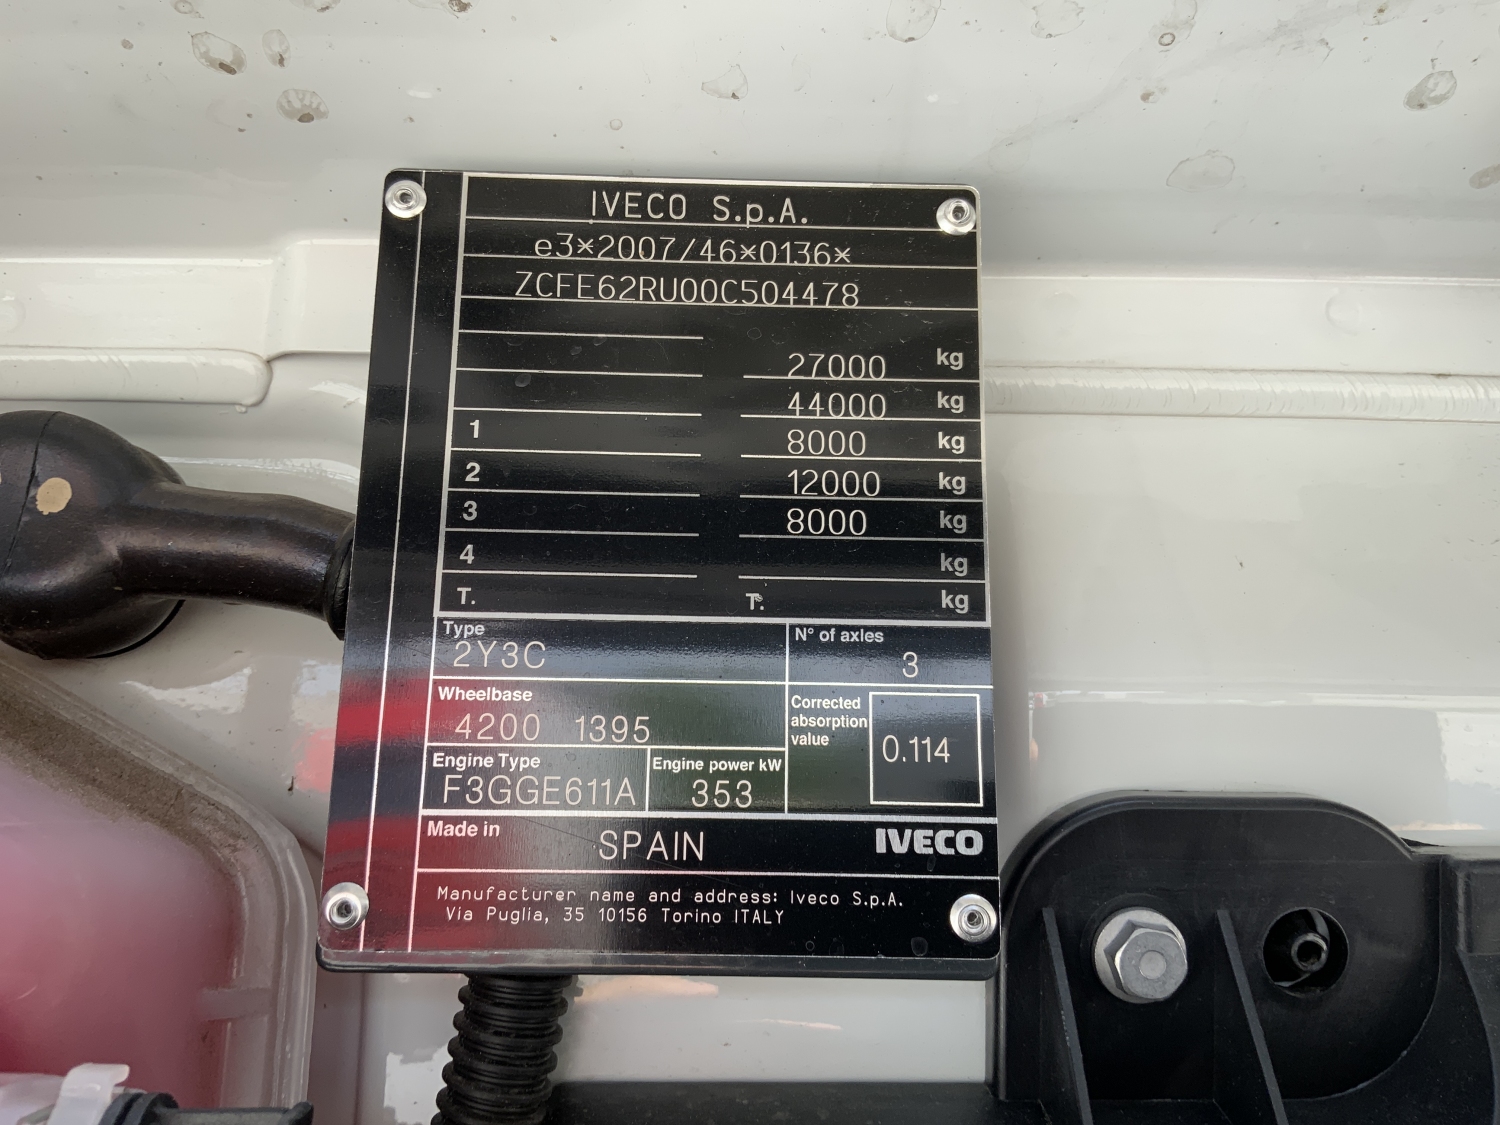 IVECO S.p.A.
e3*2007/46*0136*
ZCFE62RU00C504478
27000 kg
44000 kg
1 8000 kg
2 12000 kg
3 8000 kg
4 kg
T. T. kg
Type N° of axles
2Y3C 3
Wheelbase
4200 1395
Corrected absorption value
0.114
Engine Type Engine power kW
F3GGE611A 353
Made in SPAIN IVECO
Manufacturer name and address: Iveco S.p.A.
Via Puglia, 35 10156 Torino ITALY